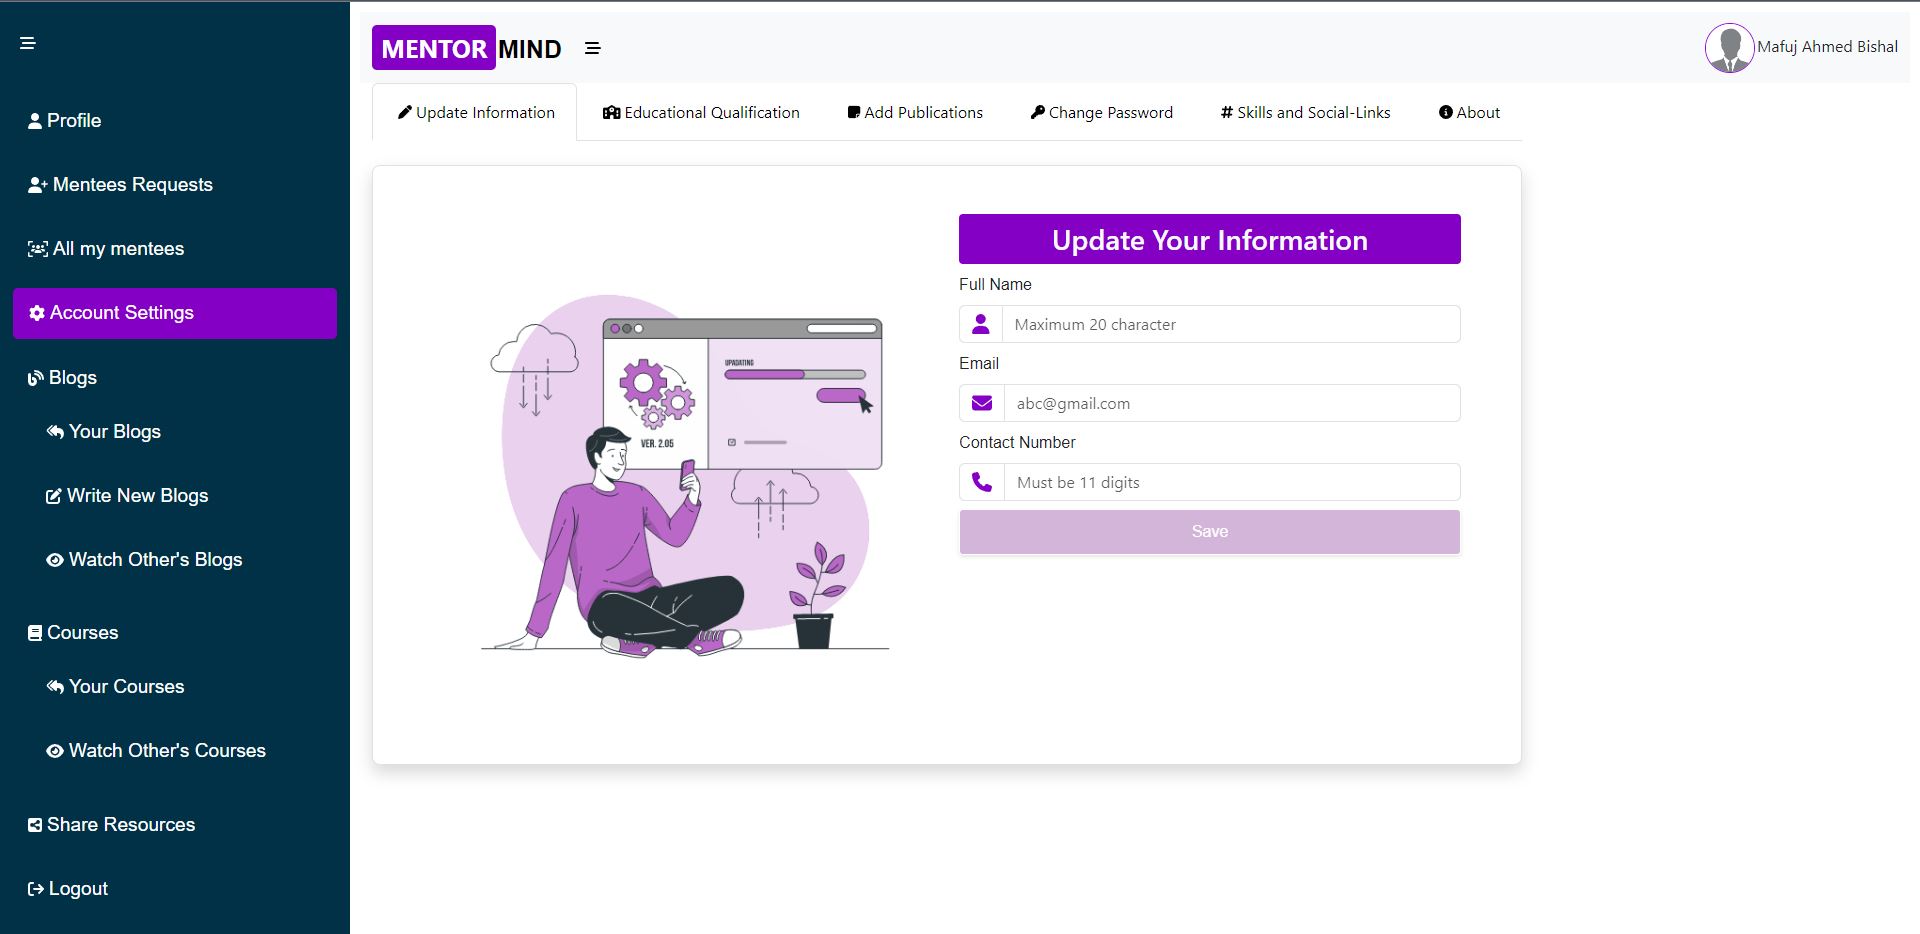 Profile
Mentees Requests
All my mentees
Account Settings
Blogs
Your Blogs
Write New Blogs
Watch Other's Blogs
Courses
Your Courses
Watch Other's Courses
Share Resources
Logout
MENTOR MIND
Mafuj Ahmed Bishal
Update Information Educational Qualification Add Publications Change Password # Skills and Social-Links About
UPADATING
VER. 2.05
Update Your Information
Full Name
Maximum 20 character
Email
abc@gmail.com
Contact Number
Must be 11 digits
Save